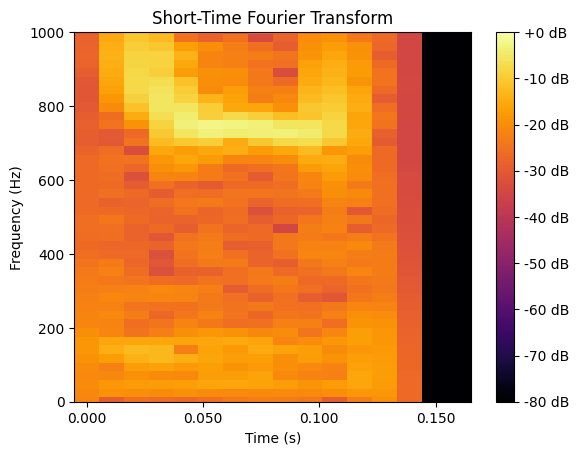 Short-Time Fourier Transform
1000
800
600
400
200
0
Frequency (Hz)
0.000
0.050
0.100
0.150
Time (s)
+0 dB
-10 dB
-20 dB
-30 dB
-40 dB
-50 dB
-60 dB
-70 dB
-80 dB